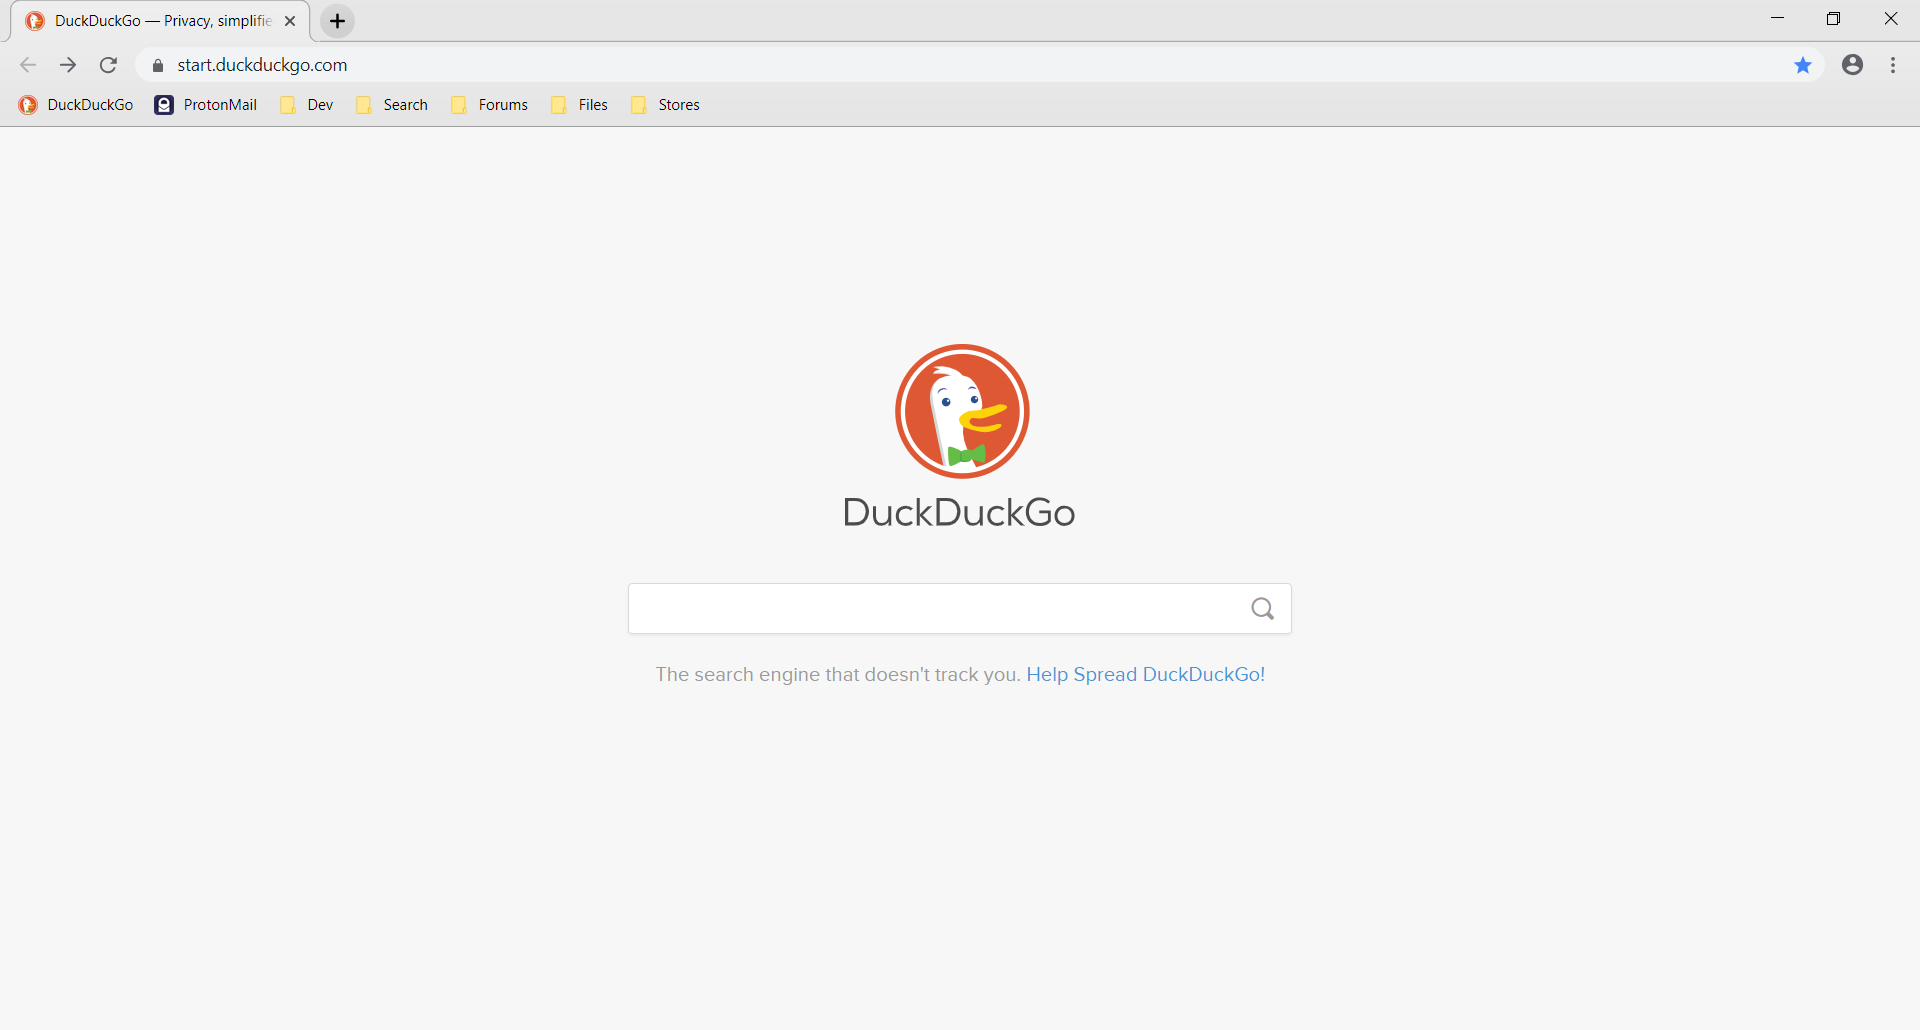 DuckDuckGo — Privacy, simplifie
start.duckduckgo.com
DuckDuckGo ProtonMail Dev Search Forums Files Stores
DuckDuckGo
The search engine that doesn't track you. Help Spread DuckDuckGo!